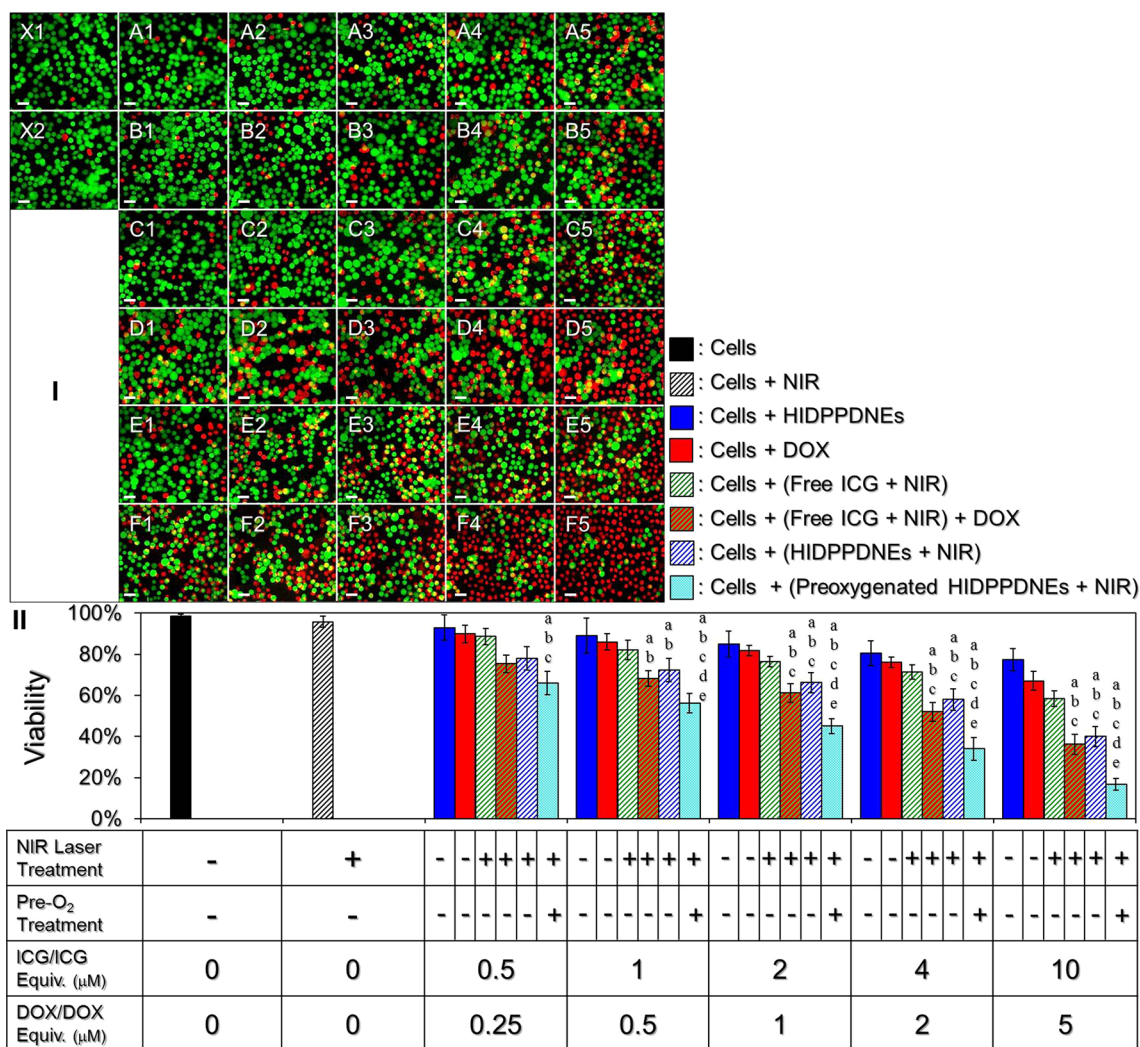 X1 A1 A2 A3 A4 A5
X2 B1 B2 B3 B4 B5
C1 C2 C3 C4 C5
D1 D2 D3 D4 D5
I
E1 E2 E3 E4 E5
F1 F2 F3 F4 F5
: Cells
: Cells + NIR
: Cells + HIDPPDNEs
: Cells + DOX
: Cells + (Free ICG + NIR)
: Cells + (Free ICG + NIR) + DOX
: Cells + (HIDPPDNEs + NIR)
: Cells + (Preoxygenated HIDPPDNEs + NIR)
II
Viability
100%
80%
60%
40%
20%
0%
a b c
a b
a b
a b c d e
a b c
a b c
a b c d e
a b c
a b c
a b c d e
a b c
a b c
a b c d e
NIR Laser
Treatment
- + - - + + + + - - + + + + - - + + + + - - + + + + - - + + + +
Pre-O₂
Treatment
- - - - - - - + - - - - - + - - - - - + - - - - - + - - - - - +
ICG/ICG
Equiv. (μM)
0 0 0.5 1 2 4 10
DOX/DOX
Equiv. (μM)
0 0 0.25 0.5 1 2 5